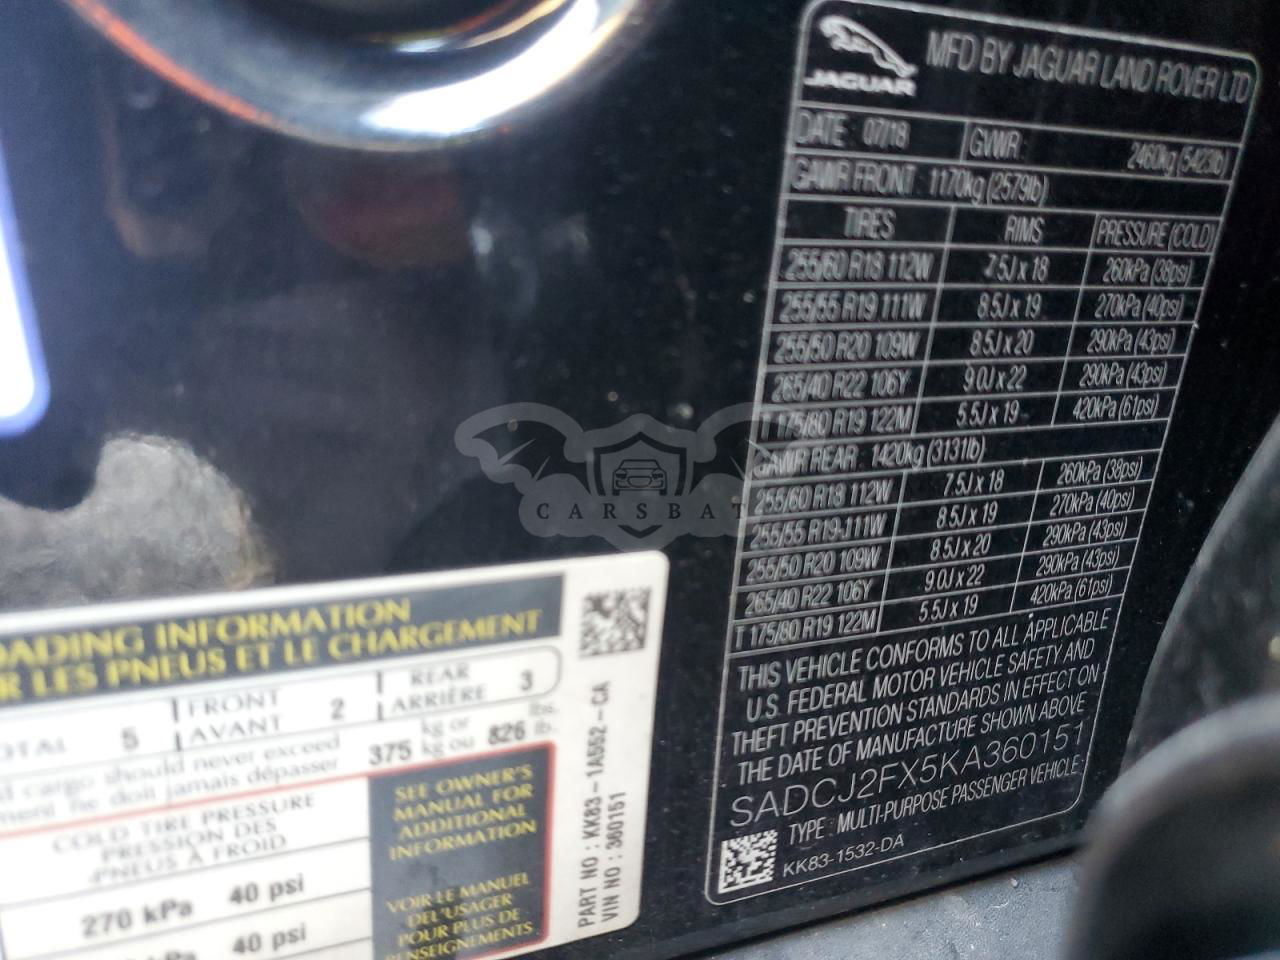 JAGUAR
MFD BY JAGUAR LAND ROVER LTD
DATE: 07/18 GVWR: 2460kg (5423lb)
GAWR FRONT: 1170kg (2579lb)
TIRES RIMS PRESSURE (COLD)
255/60 R18 112W 7.5J x 18 260kPa (38psi)
255/55 R19 111W 8.5J x 19 270kPa (40psi)
255/50 R20 109W 8.5J x 20 290kPa (43psi)
265/40 R22 106Y 9.0J x 22 290kPa (43psi)
T 175/80 R19 122M 5.5J x 19 420kPa (61psi)
GAWR REAR: 1420kg (3131lb)
255/60 R18 112W 7.5J x 18 260kPa (38psi)
255/55 R19 111W 8.5J x 19 270kPa (40psi)
255/50 R20 109W 8.5J x 20 290kPa (43psi)
265/40 R22 106Y 9.0J x 22 290kPa (43psi)
T 175/80 R19 122M 5.5J x 19 420kPa (61psi)
THIS VEHICLE CONFORMS TO ALL APPLICABLE
U.S. FEDERAL MOTOR VEHICLE SAFETY AND
THEFT PREVENTION STANDARDS IN EFFECT ON
THE DATE OF MANUFACTURE SHOWN ABOVE
SADCJ2FX5KA360151
TYPE: MULTI-PURPOSE PASSENGER VEHICLE
KK83-1532-DA
CARSBAT
INFORMATION
LES PNEUS ET LE CHARGEMENT
5 FRONT 2 REAR 3
AVANT ARRIÈRE
cargo should never exceed 375 kg or 826 lbs.
doit jamais dépasser kg ou lb.
COLD TIRE PRESSURE
PRESSION DES
PNEUS À FROID
270 kPa 40 psi
40 psi
SEE OWNER'S
MANUAL FOR
ADDITIONAL
INFORMATION
VOIR LE MANUEL
DE L'USAGER
POUR PLUS DE
PART NO: KK83-1A552-CA
VIN NO: 360151